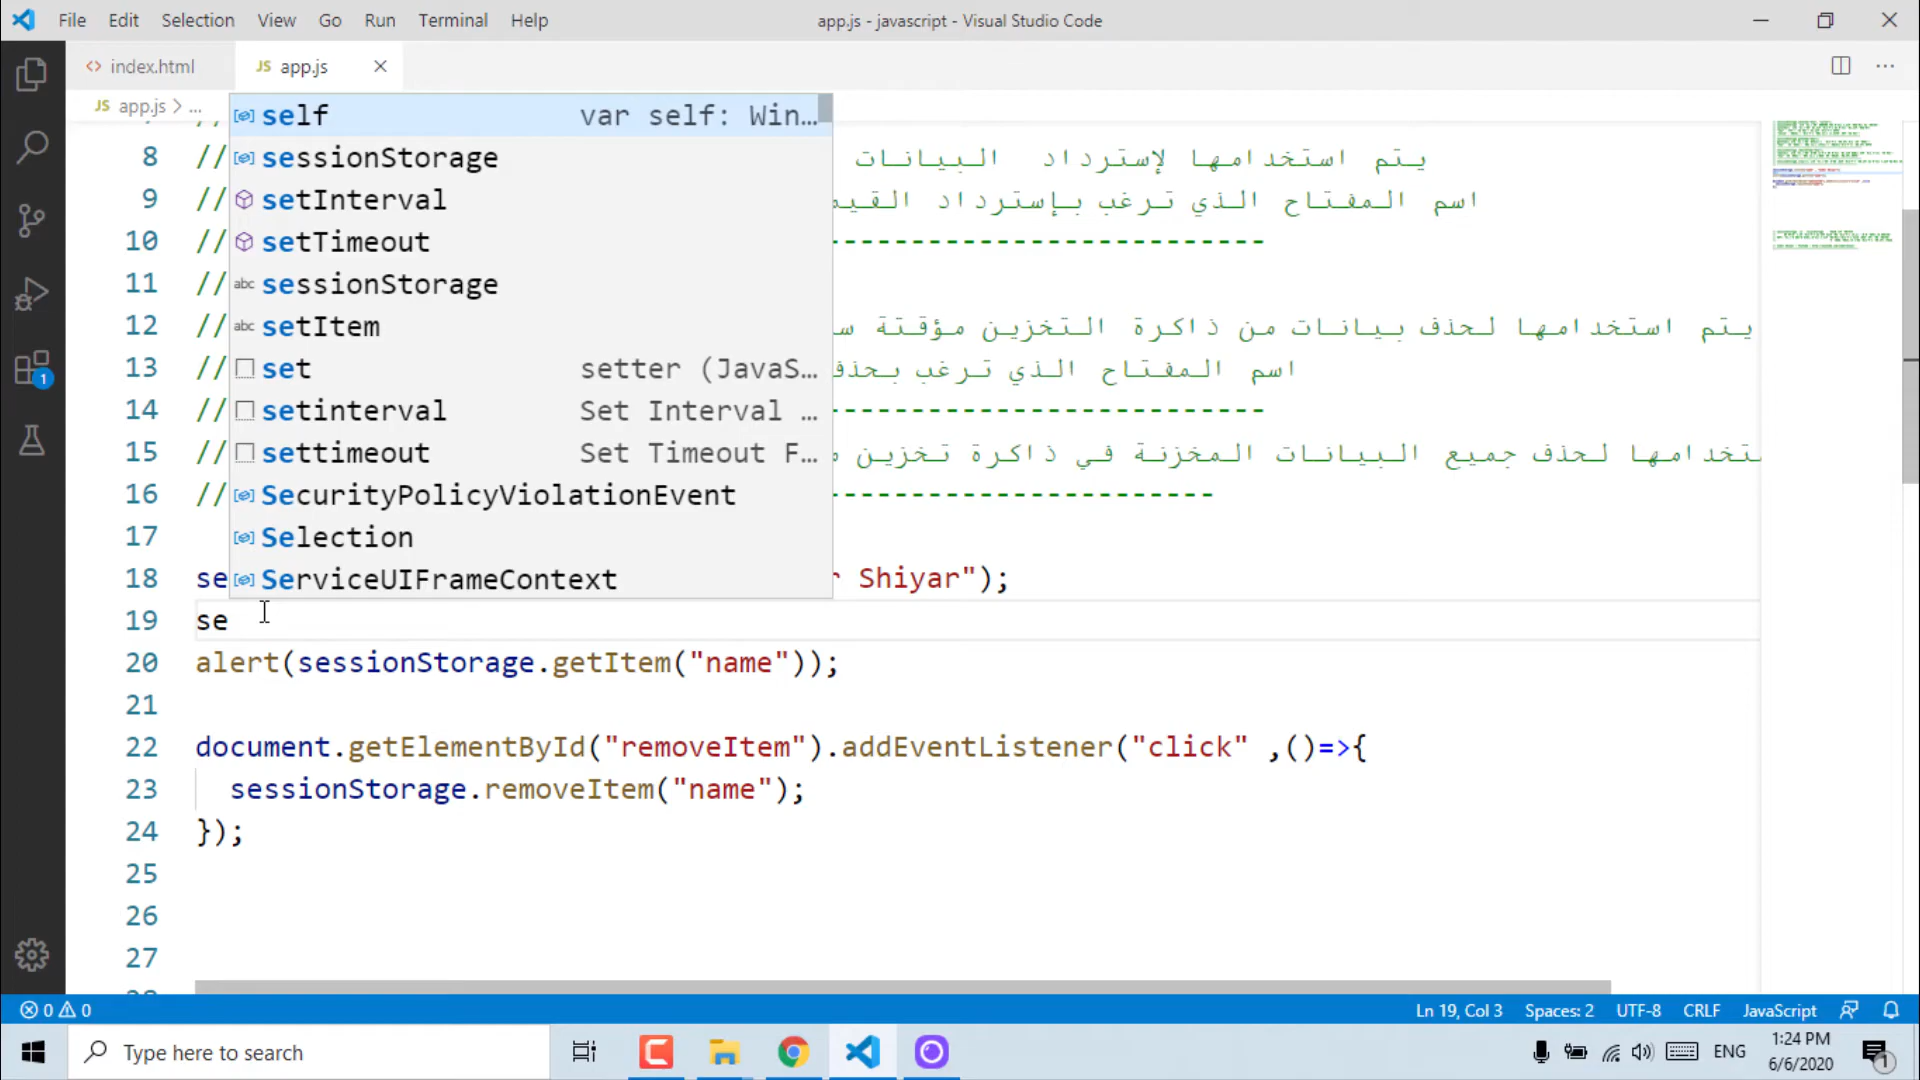 File Edit Selection View Go Run Terminal Help
app.js - javascript - Visual Studio Code
index.html
JS app.js
JS app.js > ...
self var self: Win…
sessionStorage
setInterval
setTimeout
sessionStorage
setItem
set setter (JavaS…
setinterval Set Interval …
settimeout Set Timeout F…
SecurityPolicyViolationEvent
Selection
ServiceUIFrameContext
8 // يتم استخدامها لإسترداد البيانات
9 // اسم المفتاح الذي ترغب بإسترداد
10 // --------------------------
11 //
12 // يتم استخدامها لحذف بيانات من ذاكرة التخزين مؤقتة
13 // اسم المفتاح الذي ترغب بحذف
14 // --------------------------
15 // لحذف جميع البيانات المخزنة في ذاكرة تخزين
16 // -----------------------
17
18 se Shiyar");
19 se
20 alert(sessionStorage.getItem("name"));
21
22 document.getElementById("removeItem").addEventListener("click" ,()=>{
23 sessionStorage.removeItem("name");
24 });
25
26
27
0 0
Ln 19, Col 3 Spaces: 2 UTF-8 CRLF JavaScript
Type here to search
ENG
1:24 PM
6/6/2020
1